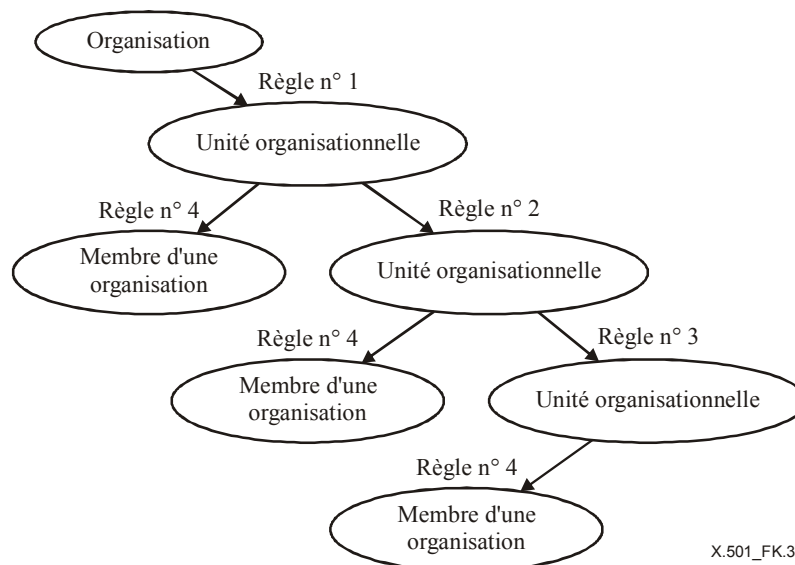 Organisation
Règle n° 1
Unité organisationnelle
Règle n° 4
Règle n° 2
Membre d'une
organisation
Unité organisationnelle
Règle n° 4
Règle n° 3
Membre d'une
organisation
Unité organisationnelle
Règle n° 4
Membre d'une
organisation
X.501_FK.3